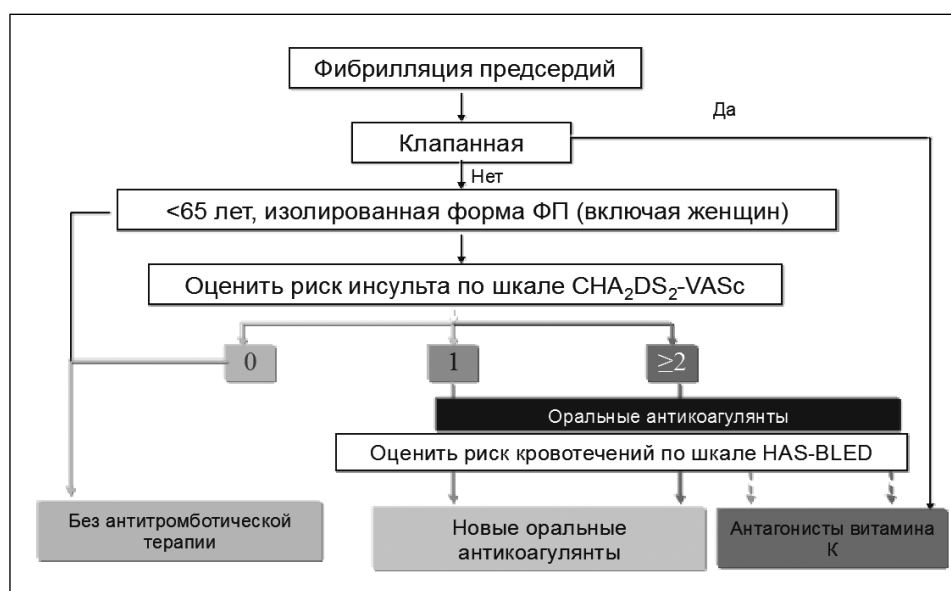 Фибрилляция предсердий
Да
Клапанная
Нет
<65 лет, изолированная форма ФП (включая женщин)
Оценить риск инсульта по шкале CHA₂DS₂-VASc
0
1
≥2
Оральные антикоагулянты
Оценить риск кровотечений по шкале HAS-BLED
Без антитромботической
терапии
Новые оральные
антикоагулянты
Антагонисты витамина
К